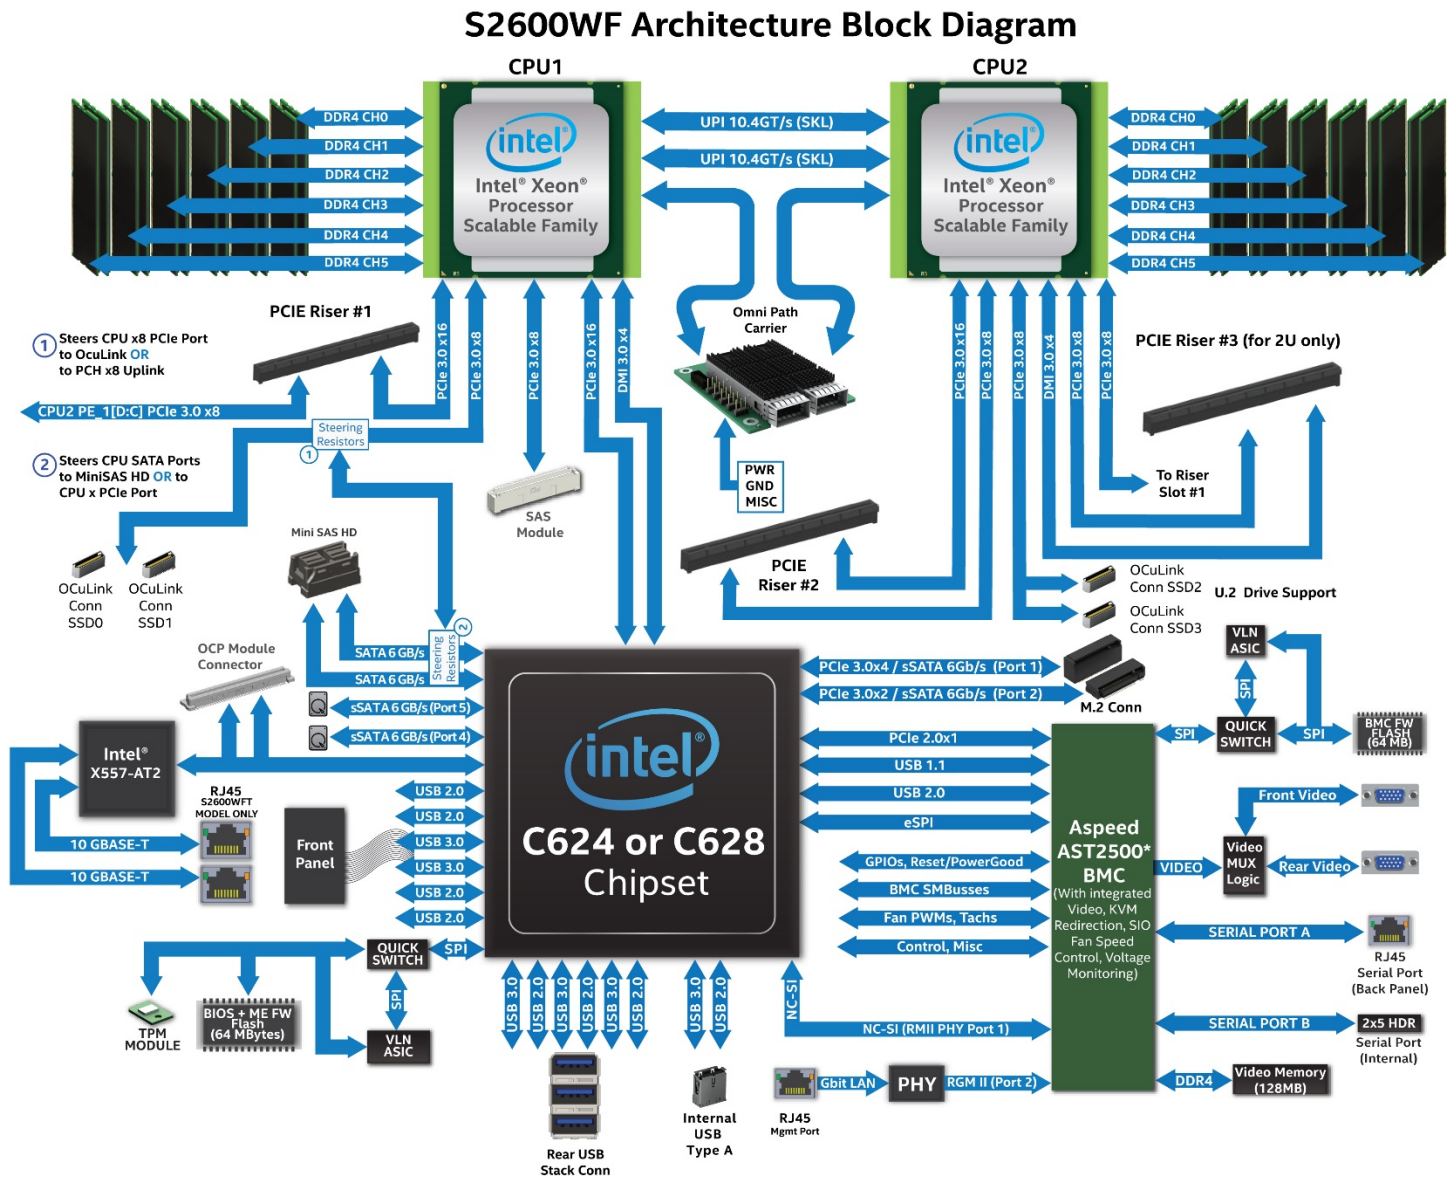 S2600WF Architecture Block Diagram
CPU1
CPU2
DDR4 CH0
DDR4 CH1
DDR4 CH2
DDR4 CH3
DDR4 CH4
DDR4 CH5
intel®
Intel® Xeon®
Processor
Scalable Family
UPI 10.4GT/s (SKL)
UPI 10.4GT/s (SKL)
intel®
Intel® Xeon®
Processor
Scalable Family
DDR4 CH0
DDR4 CH1
DDR4 CH2
DDR4 CH3
DDR4 CH4
DDR4 CH5
PCIE Riser #1
1 Steers CPU x8 PCIe Port
to OcuLink OR
to PCH x8 Uplink
CPU2 PE_1[D:C] PCIe 3.0 x8
2 Steers CPU SATA Ports
to MiniSAS HD OR to
CPU x PCIe Port
Steering
Resistors
1
PCIe 3.0 x16
PCIe 3.0 x8
PCIe 3.0 x8
PCIe 3.0 x16
DMI 3.0 x4
Omni Path
Carrier
PWR
GND
MISC
PCIe 3.0 x16
PCIe 3.0 x8
PCIe 3.0 x8
DMI 3.0 x4
PCIe 3.0 x8
PCIe 3.0 x8
PCIE Riser #3 (for 2U only)
To Riser
Slot #1
SAS
Module
Mini SAS HD
PCIE
Riser #2
OCuLink
Conn
SSD0
OCuLink
Conn
SSD1
OCuLink
Conn SSD2
OCuLink
Conn SSD3
U.2 Drive Support
OCP Module
Connector
SATA 6 GB/s
SATA 6 GB/s
Steering
Resistors
2
sSATA 6 GB/s (Port 5)
sSATA 6 GB/s (Port 4)
PCIe 3.0x4 / sSATA 6Gb/s (Port 1)
PCIe 3.0x2 / sSATA 6Gb/s (Port 2)
M.2 Conn
VLN
ASIC
SPI
SPI
QUICK
SWITCH
SPI
BMC FW
FLASH
(64 MB)
Intel®
X557-AT2
RJ45
S2600WFT
MODEL ONLY
10 GBASE-T
10 GBASE-T
Front
Panel
USB 2.0
USB 2.0
USB 3.0
USB 3.0
USB 2.0
USB 2.0
intel®
C624 or C628
Chipset
PCIe 2.0x1
USB 1.1
USB 2.0
eSPI
GPIOs, Reset/PowerGood
BMC SMBusses
Fan PWMs, Tachs
Control, Misc
Aspeed
AST2500*
BMC
(With integrated
Video, KVM
Redirection, SIO
Fan Speed
Control, Voltage
Monitoring)
VIDEO
Video
MUX
Logic
Front Video
Rear Video
SERIAL PORT A
RJ45
Serial Port
(Back Panel)
SERIAL PORT B
2x5 HDR
Serial Port
(Internal)
DDR4
Video Memory
(128MB)
QUICK
SWITCH
SPI
SPI
VLN
ASIC
TPM
MODULE
BIOS + ME FW
Flash
(64 MBytes)
USB 3.0
USB 2.0
USB 3.0
USB 2.0
USB 3.0
USB 2.0
USB 3.0
USB 2.0
NC-SI
NC-SI (RMII PHY Port 1)
Rear USB
Stack Conn
Internal
USB
Type A
RJ45
Mgmt Port
Gbit LAN
PHY
RGM II (Port 2)